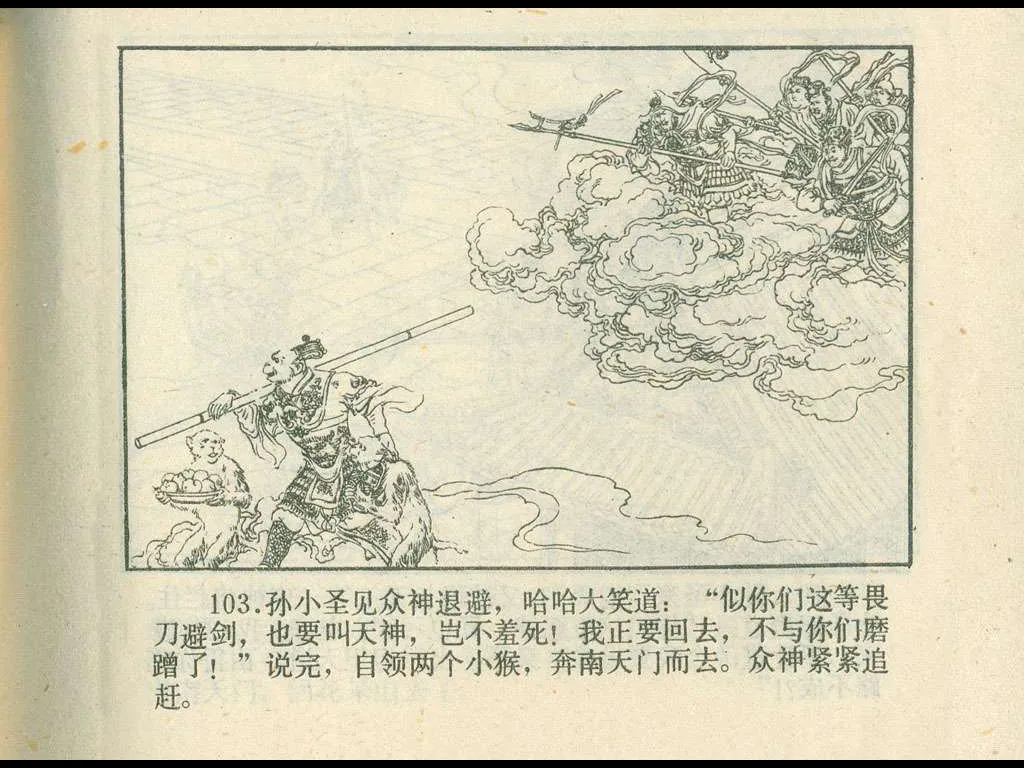 103.孙小圣见众神退避，哈哈大笑道：“似你们这等畏
刀避剑，也要叫天神，岂不羞死！我正要回去，不与你们磨
蹭了！”说完，自领两个小猴，奔南天门而去。众神紧紧追
赶。